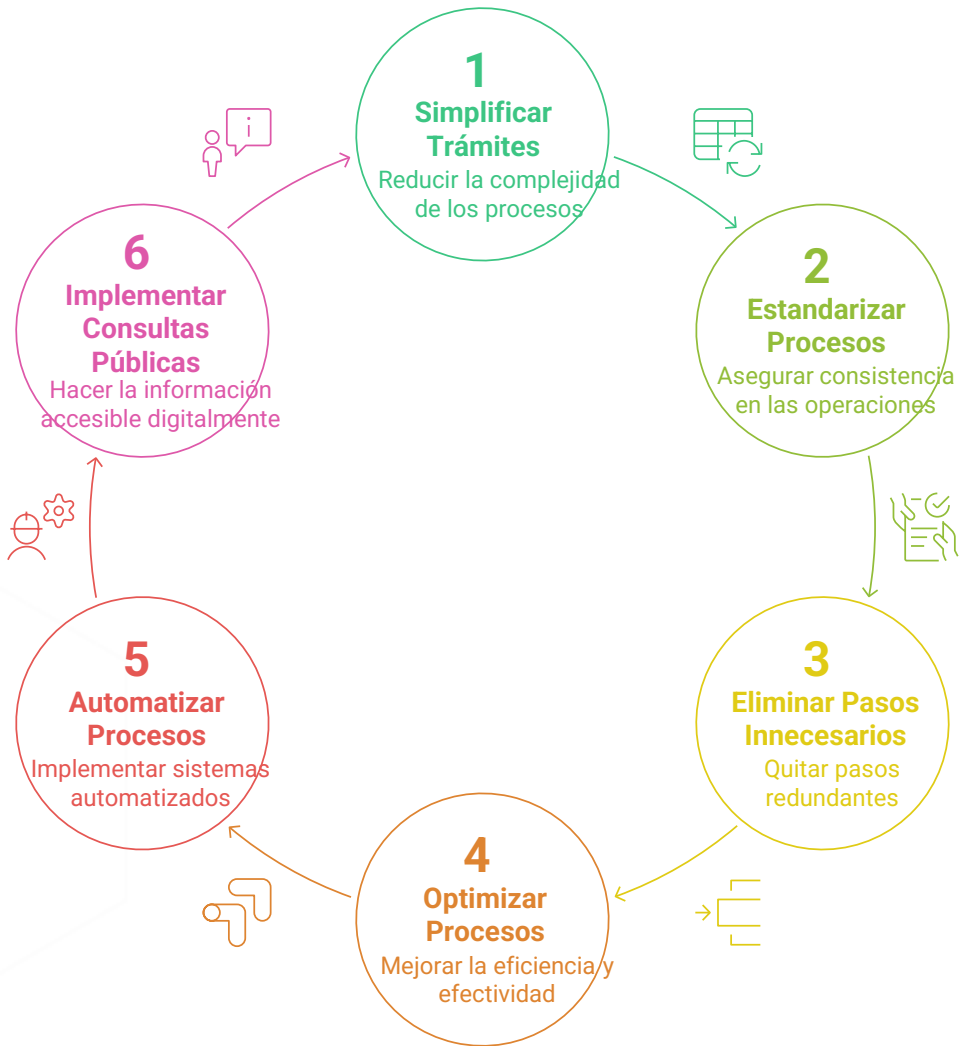 1
Simplificar
Trámites
Reducir la complejidad
de los procesos
2
Estandarizar
Procesos
Asegurar consistencia
en las operaciones
3
Eliminar Pasos
Innecesarios
Quitar pasos
redundantes
4
Optimizar
Procesos
Mejorar la eficiencia y
efectividad
5
Automatizar
Procesos
Implementar sistemas
automatizados
6
Implementar
Consultas
Públicas
Hacer la información
accesible digitalmente